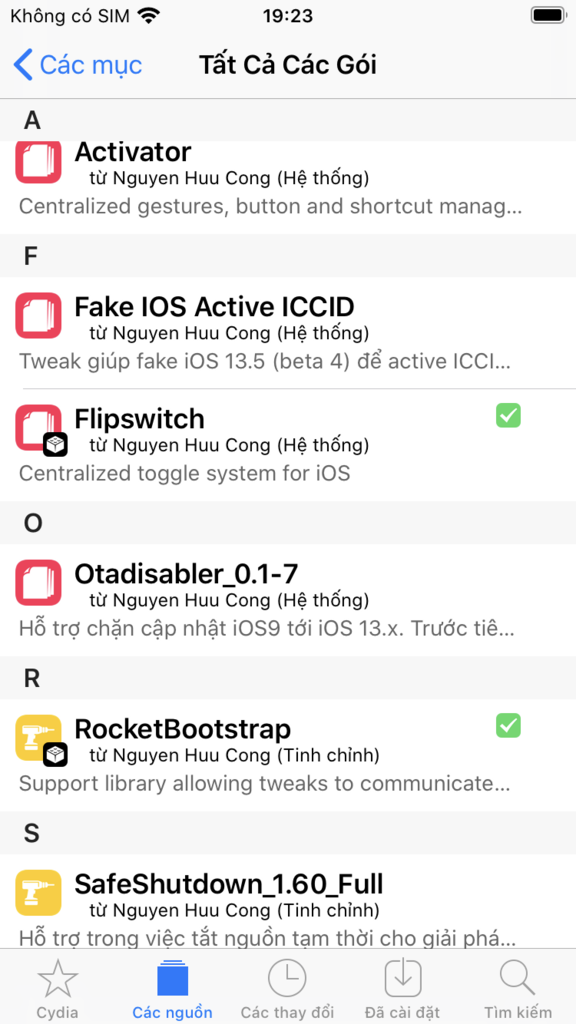 Không có SIM
19:23
Các mục
Tất Cả Các Gói
A
Activator
từ Nguyen Huu Cong (Hệ thống)
Centralized gestures, button and shortcut manag...
F
Fake IOS Active ICCID
từ Nguyen Huu Cong (Hệ thống)
Tweak giúp fake iOS 13.5 (beta 4) để active ICCI...
Flipswitch
từ Nguyen Huu Cong (Hệ thống)
Centralized toggle system for iOS
O
Otadisabler_0.1-7
từ Nguyen Huu Cong (Hệ thống)
Hỗ trợ chặn cập nhật iOS9 tới iOS 13.x. Trước tiê...
R
RocketBootstrap
từ Nguyen Huu Cong (Tinh chỉnh)
Support library allowing tweaks to communicate...
S
SafeShutdown_1.60_Full
từ Nguyen Huu Cong (Tinh chỉnh)
Hỗ trợ trong việc tắt nguồn tạm thời cho giải phá...
Cydia
Các nguồn
Các thay đổi
Đã cài đặt
Tìm kiếm